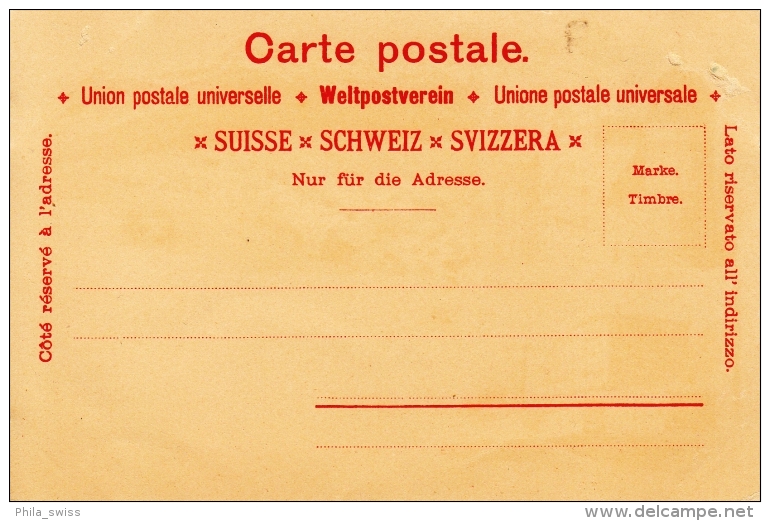 Carte postale.
Union postale universelle Weltpostverein Unione postale universale
SUISSE SCHWEIZ SVIZZERA
Nur für die Adresse.
Marke.
Timbre.
Côté réservé à l'adresse.
Lato riservato all' indirizzo.
Phila_swiss
delcampe.net